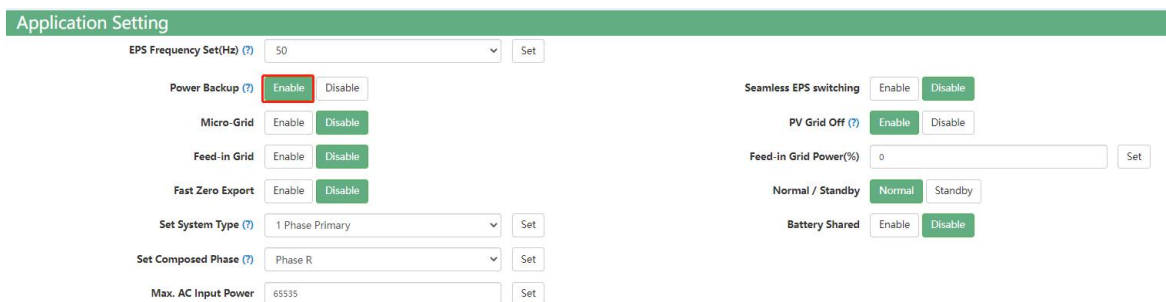 Application Setting
EPS Frequency Set(Hz) (?) 50 Set
Power Backup (?) Enable Disable Seamless EPS switching Enable Disable
Micro-Grid Enable Disable PV Grid Off (?) Enable Disable
Feed-in Grid Enable Disable Feed-in Grid Power(%) 0 Set
Fast Zero Export Enable Disable Normal / Standby Normal Standby
Set System Type (?) 1 Phase Primary Set Battery Shared Enable Disable
Set Composed Phase (?) Phase R Set
Max. AC Input Power 65535 Set